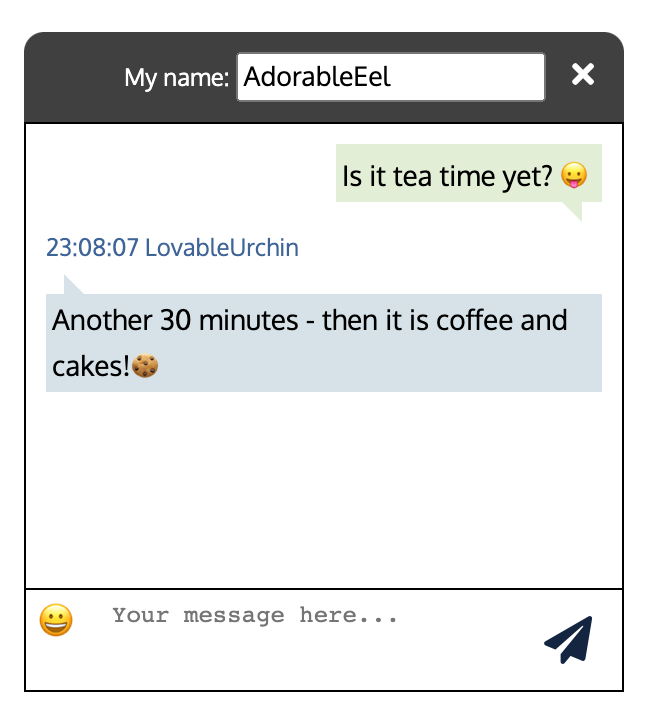 My name: AdorableEel
Is it tea time yet? 😛
23:08:07 LovableUrchin
Another 30 minutes - then it is coffee and
cakes!🍪
Your message here...